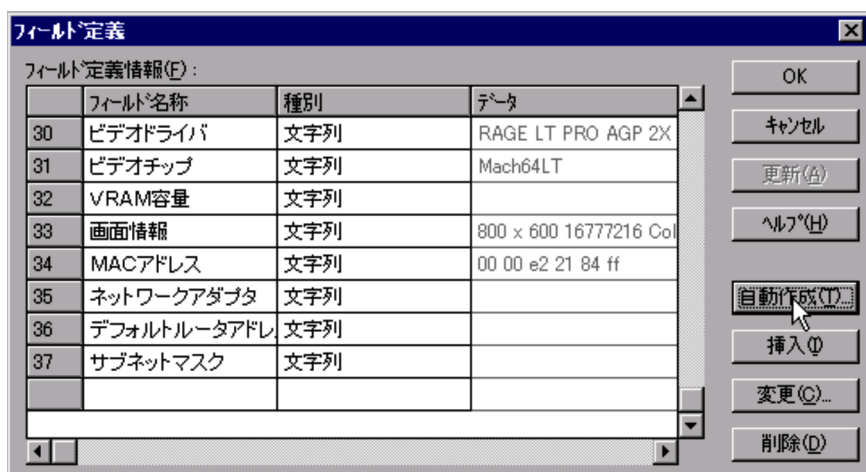 フィールド定義
フィールド定義情報(F):
フィールド名称 種別 データ
30 ビデオドライバ 文字列 RAGE LT PRO AGP 2X
31 ビデオチップ 文字列 Mach64LT
32 VRAM容量 文字列
33 画面情報 文字列 800 x 600 16777216 Col
34 MACアドレス 文字列 00 00 e2 21 84 ff
35 ネットワークアダプタ 文字列
36 デフォルトルータアドレ 文字列
37 サブネットマスク 文字列
OK
キャンセル
更新(A)
ヘルプ(H)
自動作成(T)...
挿入(I)
変更(C)...
削除(D)